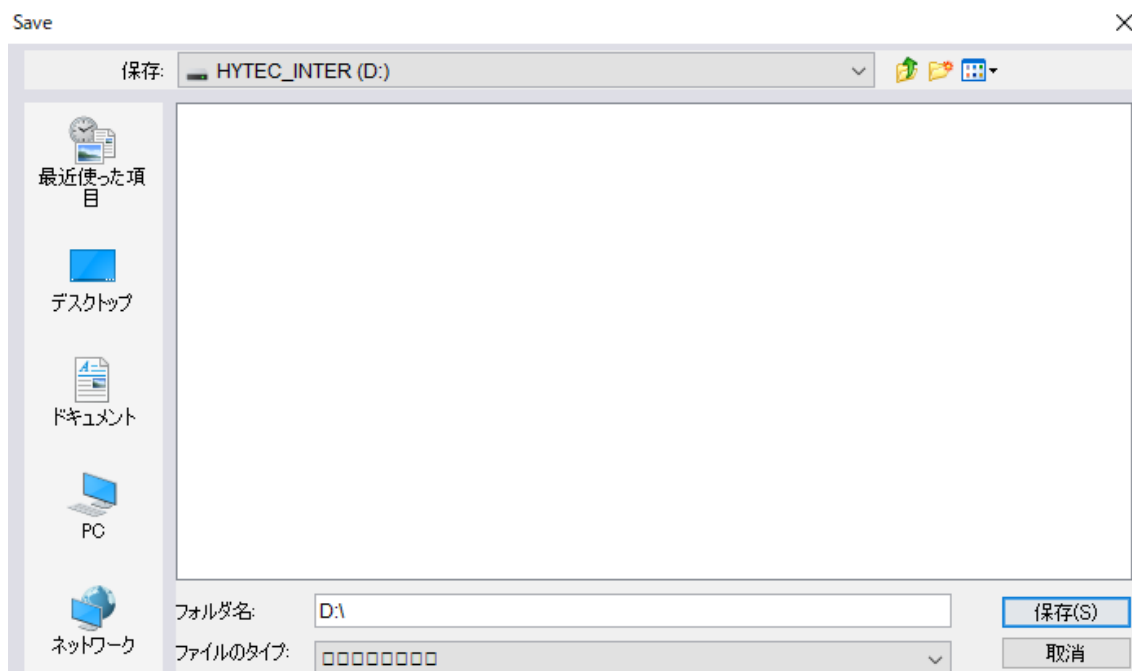 Save
保存:
HYTEC_INTER (D:)
最近使った項
目
デスクトップ
ドキュメント
PC
ネットワーク
フォルダ名:
D:\
保存(S)
ファイルのタイプ:
□□□□□□□□
取消